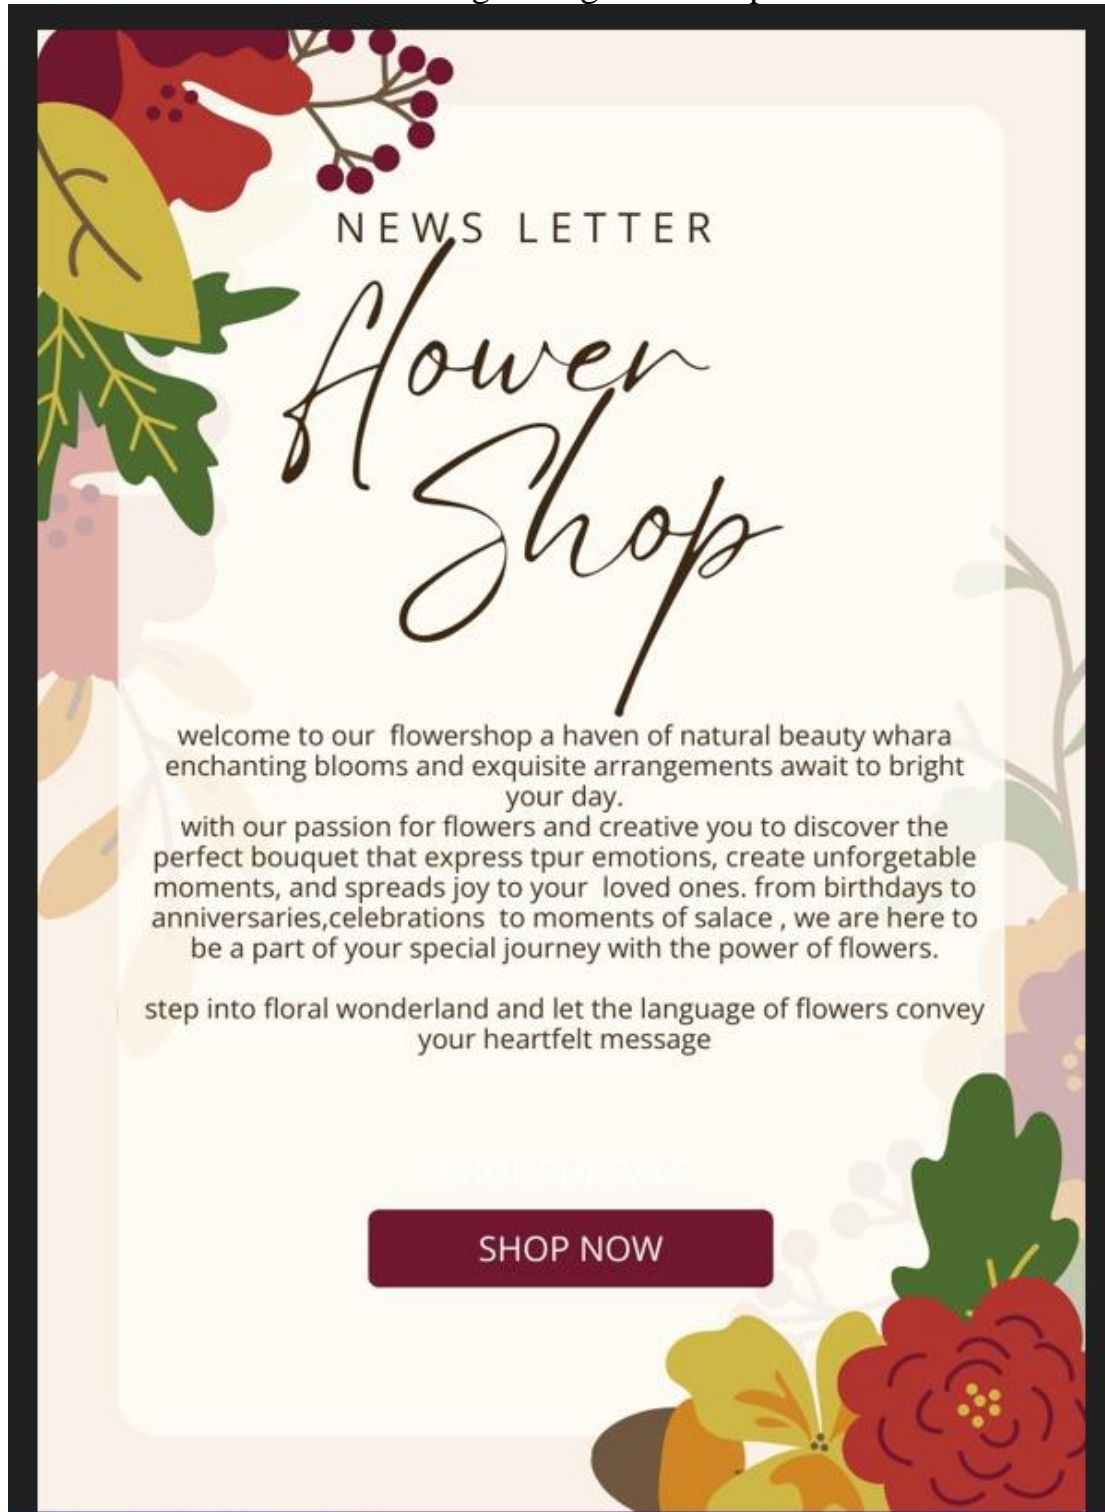 NEWS LETTER
flower
Shop
welcome to our flowershop a haven of natural beauty whara
enchanting blooms and exquisite arrangements await to bright
your day.
with our passion for flowers and creative you to discover the
perfect bouquet that express tpur emotions, create unforgetable
moments, and spreads joy to your loved ones. from birthdays to
anniversaries,celebrations to moments of salace , we are here to
be a part of your special journey with the power of flowers.
step into floral wonderland and let the language of flowers convey
your heartfelt message
SHOP NOW